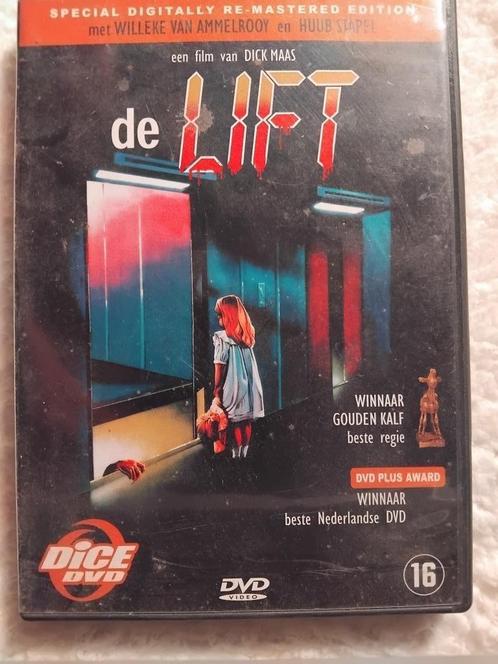 SPECIAL DIGITALLY RE-MASTERED EDITION
met WILLEKE VAN AMMELROOY en HUUB STAPEL
een film van DICK MAAS
de LIFT
WINNAAR
GOUDEN KALF
beste regie
DVD PLUS AWARD
WINNAAR
beste Nederlandse DVD
DiCE
DVD
DVD
VIDEO
16